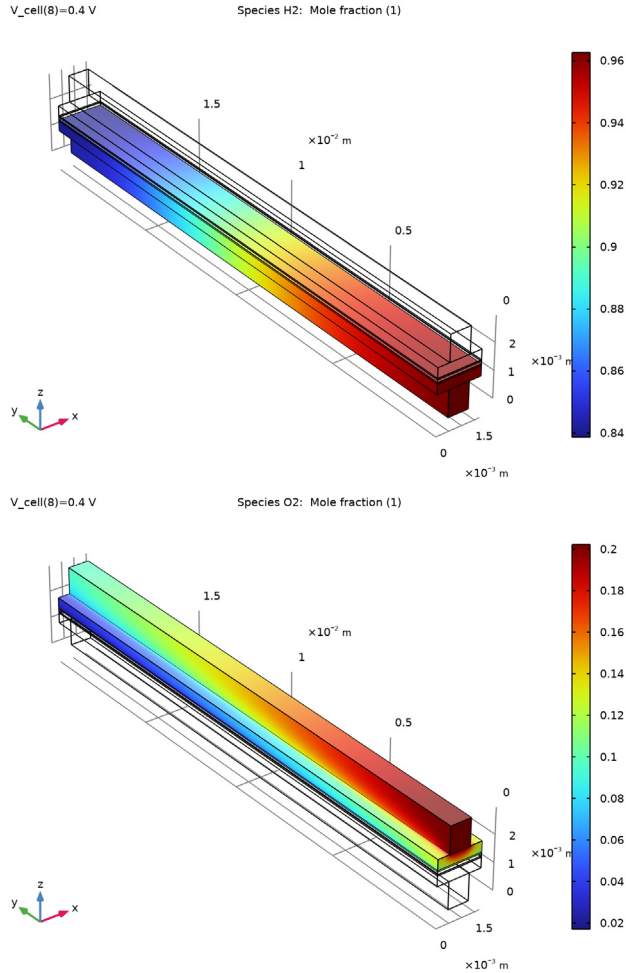 V_cell(8)=0.4 V Species H2: Mole fraction (1)
0.96
0.94
0.92
0.9
0.88
0.86
0.84
1.5
×10⁻² m
1
0.5
0
2
1
0
×10⁻³ m
1.5
0
×10⁻³ m
z
y
x
V_cell(8)=0.4 V Species O2: Mole fraction (1)
0.2
0.18
0.16
0.14
0.12
0.1
0.08
0.06
0.04
0.02
1.5
×10⁻² m
1
0.5
0
2
1
0
×10⁻³ m
1.5
0
×10⁻³ m
z
y
x